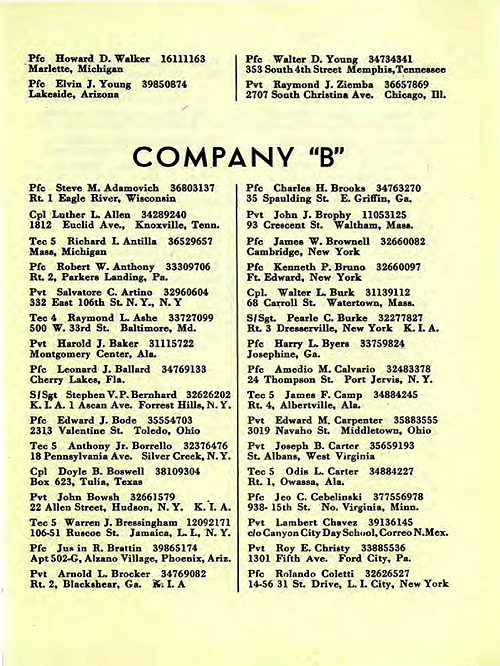 Pfc Howard D. Walker 16111163
Marlette, Michigan
Pfc Elvin J. Young 39850874
Lakeside, Arizona
Pfc Walter D. Young 34734341
353 South 4th Street Memphis, Tennessee
Pvt Raymond J. Ziemba 36657869
2707 South Christina Ave. Chicago, Ill.
COMPANY "B"
Pfc Steve M. Adamovich 36803137
Rt. 1 Eagle River, Wisconsin
Cpl Luther L. Allen 34289240
1812 Euclid Ave., Knoxville, Tenn.
Tec 5 Richard I. Antilla 36529657
Mass, Michigan
Pfc Robert W. Anthony 33309706
Rt. 2, Parkers Landing, Pa.
Pvt Salvatore C. Artino 32960604
332 East 106th St. N. Y., N. Y
Tec 4 Raymond L. Ashe 33727099
500 W. 33rd St. Baltimore, Md.
Pvt Harold J. Baker 31115722
Montgomery Center, Ala.
Pfc Leonard J. Ballard 34769133
Cherry Lakes, Fla.
S/Sgt Stephen V. P. Bernhard 32626202
K. I. A. 1 Ascan Ave. Forrest Hills, N. Y.
Pfc Edward J. Bode 35554703
2313 Valentine St. Toledo, Ohio
Tec 5 Anthony Jr. Borrello 32376476
18 Pennsylvania Ave. Silver Creek, N. Y.
Cpl Doyle B. Boswell 38109304
Box 623, Tulia, Texas
Pvt John Bowsh 32661579
22 Allen Street, Hudson, N. Y. K. I. A.
Tec 5 Warren J. Bressingham 12092171
106-51 Ruscoe St. Jamaica, L. I., N. Y.
Pfc Jus in R. Brattin 39865174
Apt 502-G, Alzano Village, Phoenix, Ariz.
Pvt Arnold L. Brocker 34769082
Rt. 2, Blackshear, Ga. K. I. A
Pfc Charles H. Brooks 34763270
35 Spaulding St. E. Griffin, Ga.
Pvt John J. Brophy 11053125
93 Crescent St. Waltham, Mass.
Pfc James W. Brownell 32660082
Cambridge, New York
Pfc Kenneth P. Bruno 32660097
Ft. Edward, New York
Cpl. Walter L. Burk 31139112
68 Carroll St. Watertown, Mass.
S/Sgt. Pearle C. Burke 32277827
Rt. 3 Dresserville, New York K. I. A.
Pfc Harry L. Byers 33759824
Josephine, Ga.
Pfc Amedio M. Calvario 32483378
24 Thompson St. Port Jervis, N. Y.
Tec 5 James F. Camp 34884245
Rt. 4, Albertville, Ala.
Pvt Edward M. Carpenter 35883555
3019 Navaho St. Middletown, Ohio
Pvt Joseph B. Carter 35659193
St. Albans, West Virginia
Tec 5 Odis L. Carter 34884227
Rt. 1, Owassa, Ala.
Pfc Jeo C. Cebelinski 377556978
938- 15th St. No. Virginia, Minn.
Pvt Lambert Chavez 39136145
c/o Canyon City Day School, Correo N.Mex.
Pvt Roy E. Christy 33885536
1301 Fifth Ave. Ford City, Pa.
Pfc Rolando Coletti 32626527
14-56 31 St. Drive, L. I. City, New York